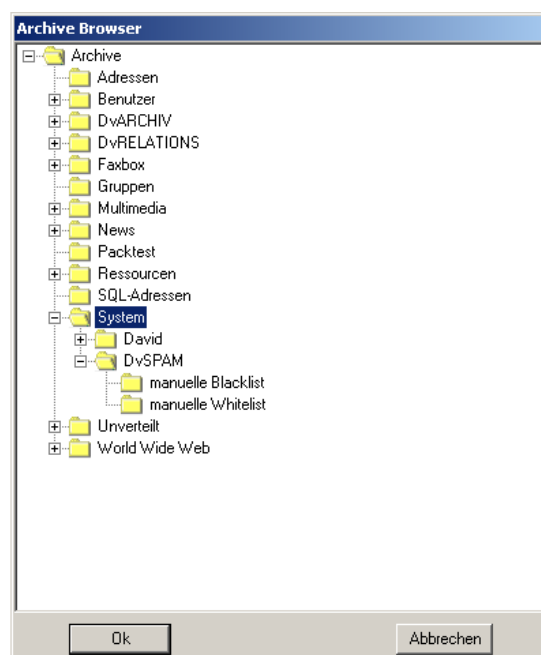 Archive Browser
Archive
Adressen
Benutzer
DvARCHIV
DvRELATIONS
Faxbox
Gruppen
Multimedia
News
Packtest
Ressourcen
SQL-Adressen
System
David
DvSPAM
manuelle Blacklist
manuelle Whitelist
Unverteilt
World Wide Web
Ok Abbrechen